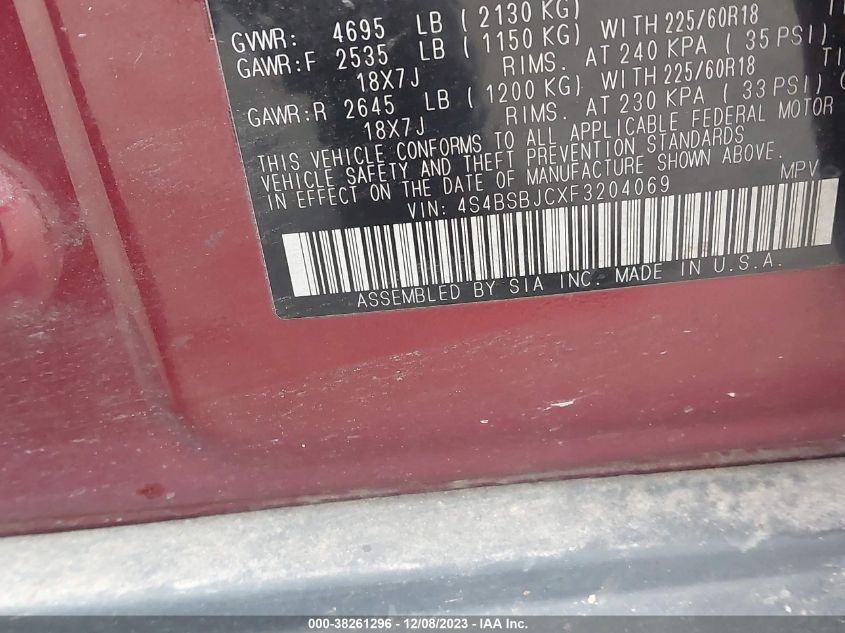 GVWR: 4695 LB ( 2130 KG)
GAWR:F 2535 LB ( 1150 KG) WITH 225/60R18
18X7J RIMS. AT 240 KPA ( 35 PSI)
GAWR:R 2645 LB ( 1200 KG) WITH 225/60R18
18X7J RIMS. AT 230 KPA ( 33 PSI)
THIS VEHICLE CONFORMS TO ALL APPLICABLE FEDERAL MOTOR
VEHICLE SAFETY AND THEFT PREVENTION STANDARDS
IN EFFECT ON THE DATE OF MANUFACTURE SHOWN ABOVE.
VIN: 4S4BSBJCXF3204069 MPV
ASSEMBLED BY SIA INC. MADE IN U.S.A.
000-38261296 - 12/08/2023 - IAAI.com